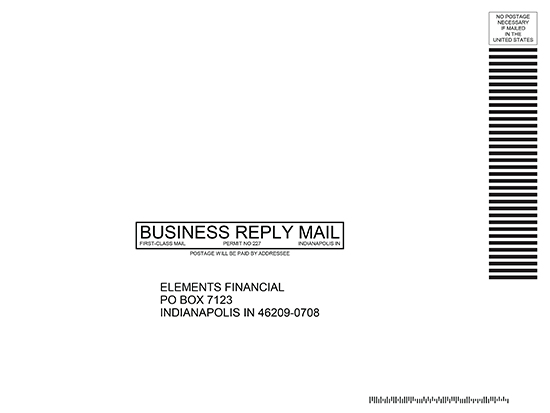 NO POSTAGE
NECESSARY
IF MAILED
IN THE
UNITED STATES
BUSINESS REPLY MAIL
FIRST-CLASS MAIL PERMIT NO 227 INDIANAPOLIS IN
POSTAGE WILL BE PAID BY ADDRESSEE
ELEMENTS FINANCIAL
PO BOX 7123
INDIANAPOLIS IN 46209-0708